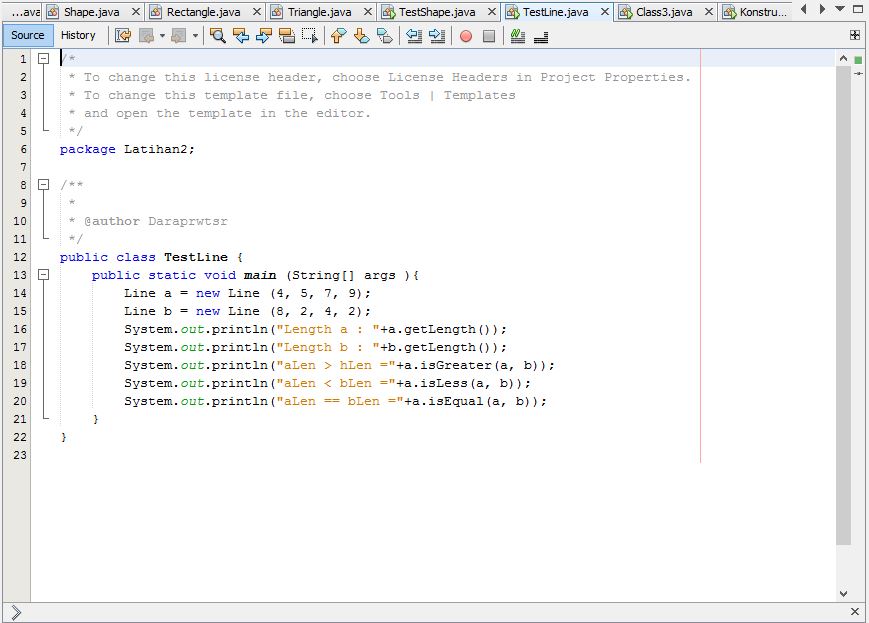 ...ava Shape.java Rectangle.java Triangle.java TestShape.java TestLine.java Class3.java Konstru...
Source History
1 /*
2 * To change this license header, choose License Headers in Project Properties.
3 * To change this template file, choose Tools | Templates
4 * and open the template in the editor.
5 */
6 package Latihan2;
7
8 /**
9 *
10 * @author Daraprwtsr
11 */
12 public class TestLine {
13 public static void main (String[] args ){
14 Line a = new Line (4, 5, 7, 9);
15 Line b = new Line (8, 2, 4, 2);
16 System.out.println("Length a : "+a.getLength());
17 System.out.println("Length b : "+b.getLength());
18 System.out.println("aLen > hLen ="+a.isGreater(a, b));
19 System.out.println("aLen < bLen ="+a.isLess(a, b));
20 System.out.println("aLen == bLen ="+a.isEqual(a, b));
21 }
22 }
23